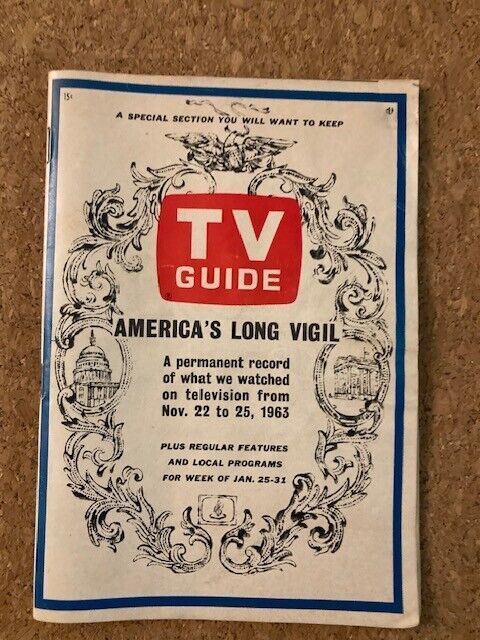 15¢
A SPECIAL SECTION YOU WILL WANT TO KEEP
TV
GUIDE
AMERICA'S LONG VIGIL
A permanent record
of what we watched
on television from
Nov. 22 to 25, 1963
PLUS REGULAR FEATURES
AND LOCAL PROGRAMS
FOR WEEK OF JAN. 25-31